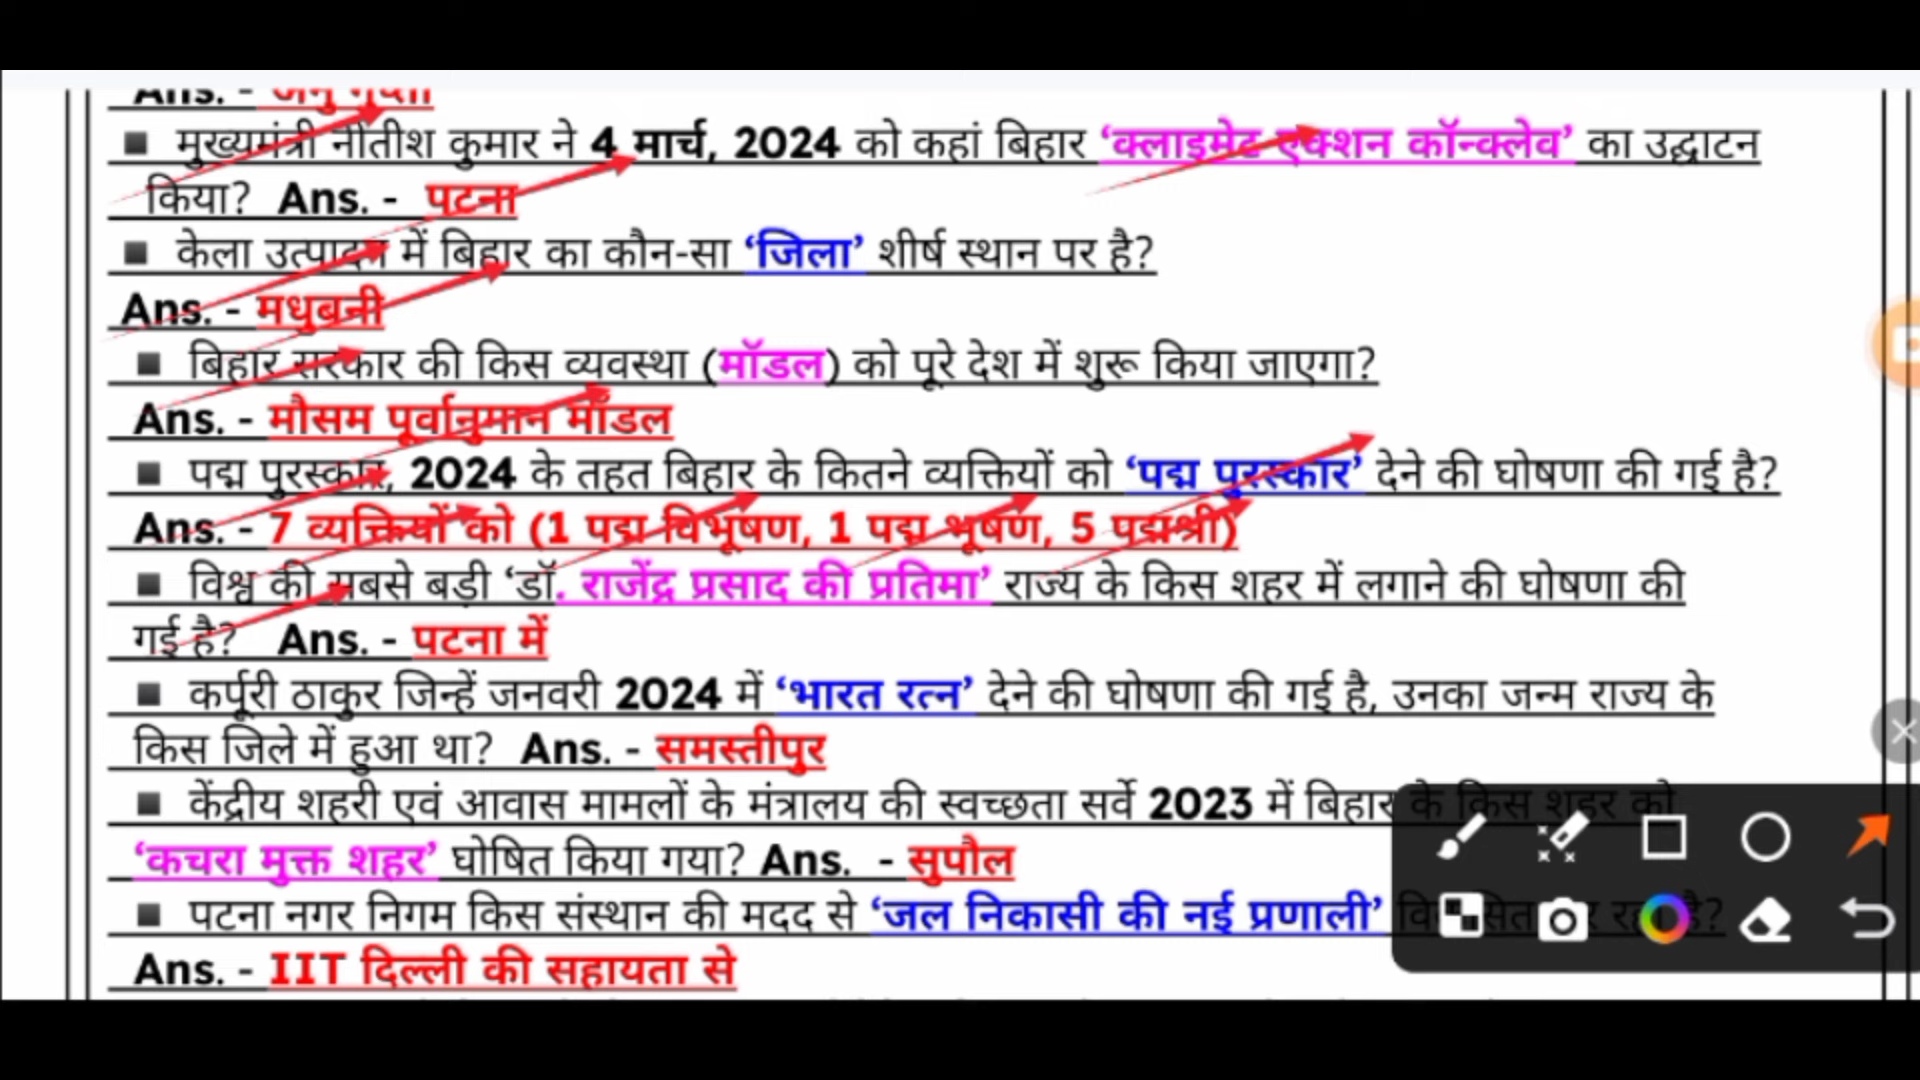 Ans. -
■ मुख्यमंत्री नीतीश कुमार ने 4 मार्च, 2024 को कहां बिहार ‘क्लाइमेट एक्शन कॉन्क्लेव’ का उद्घाटन
किया? Ans. - पटना
■ केला उत्पादन में बिहार का कौन-सा ‘जिला’ शीर्ष स्थान पर है?
Ans. - मधुबनी
■ बिहार सरकार की किस व्यवस्था (मॉडल) को पूरे देश में शुरू किया जाएगा?
Ans. - मौसम पूर्वानुमान मॉडल
■ पद्म पुरस्कार, 2024 के तहत बिहार के कितने व्यक्तियों को ‘पद्म पुरस्कार’ देने की घोषणा की गई है?
Ans. - 7 व्यक्तियों को (1 पद्म विभूषण, 1 पद्म भूषण, 5 पद्मश्री)
■ विश्व की सबसे बड़ी ‘डॉ. राजेंद्र प्रसाद की प्रतिमा’ राज्य के किस शहर में लगाने की घोषणा की
गई है? Ans. - पटना में
■ कर्पूरी ठाकुर जिन्हें जनवरी 2024 में ‘भारत रत्न’ देने की घोषणा की गई है, उनका जन्म राज्य के
किस जिले में हुआ था? Ans. - समस्तीपुर
■ केंद्रीय शहरी एवं आवास मामलों के मंत्रालय की स्वच्छता सर्वे 2023 में बिहार के किस शहर को
‘कचरा मुक्त शहर’ घोषित किया गया? Ans. - सुपौल
■ पटना नगर निगम किस संस्थान की मदद से ‘जल निकासी की नई प्रणाली’ है?
Ans. - IIT दिल्ली की सहायता से